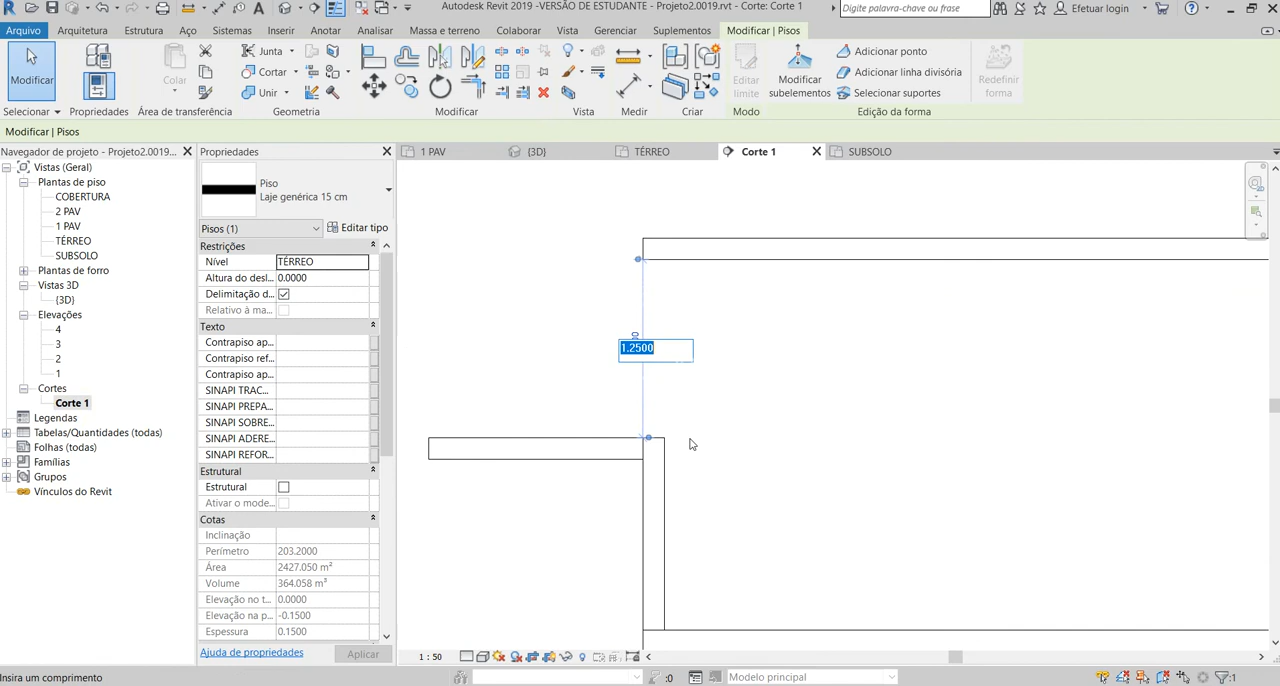 Autodesk Revit 2019 -VERSÃO DE ESTUDANTE - Projeto2.0019.rvt - Corte 1
Digite palavra-chave ou frase
Efetuar login
Arquivo Arquitetura Estrutura Aço Sistemas Inserir Anotar Analisar Massa e terreno Colaborar Vista Gerenciar Suplementos Modificar | Pisos
Modificar
Colar
Junta
Cortar
Unir
Editar limite
Modificar subelementos
Adicionar ponto
Adicionar linha divisória
Selecionar suportes
Redefinir forma
Selecionar Propriedades Área de transferência Geometria Modificar Vista Medir Criar Modo Edição da forma
Modificar | Pisos
Navegador de projeto - Projeto2.0019...
Vistas (Geral)
Plantas de piso
COBERTURA
2 PAV
1 PAV
TÉRREO
SUBSOLO
Plantas de forro
Vistas 3D
{3D}
Elevações
4
3
2
1
Cortes
Corte 1
Legendas
Tabelas/Quantidades (todas)
Folhas (todas)
Famílias
Grupos
Vínculos do Revit
Propriedades
Piso
Laje genérica 15 cm
Pisos (1)
Editar tipo
Restrições
Nível TÉRREO
Altura do desl... 0.0000
Delimitação d...
Relativo à ma...
Texto
Contrapiso ap...
Contrapiso ref...
Contrapiso ap...
SINAPI TRAC...
SINAPI PREPA...
SINAPI SOBRE...
SINAPI ADERE...
SINAPI REFOR...
Estrutural
Estrutural
Ativar o mode...
Cotas
Inclinação
Perímetro 203.2000
Área 2427.050 m²
Volume 364.058 m³
Elevação no t... 0.0000
Elevação na p... -0.1500
Espessura 0.1500
Ajuda de propriedades
Aplicar
1 PAV
{3D}
TÉRREO
Corte 1
SUBSOLO
1.2500
1 : 50
Insira um comprimento
:0
Modelo principal
:1